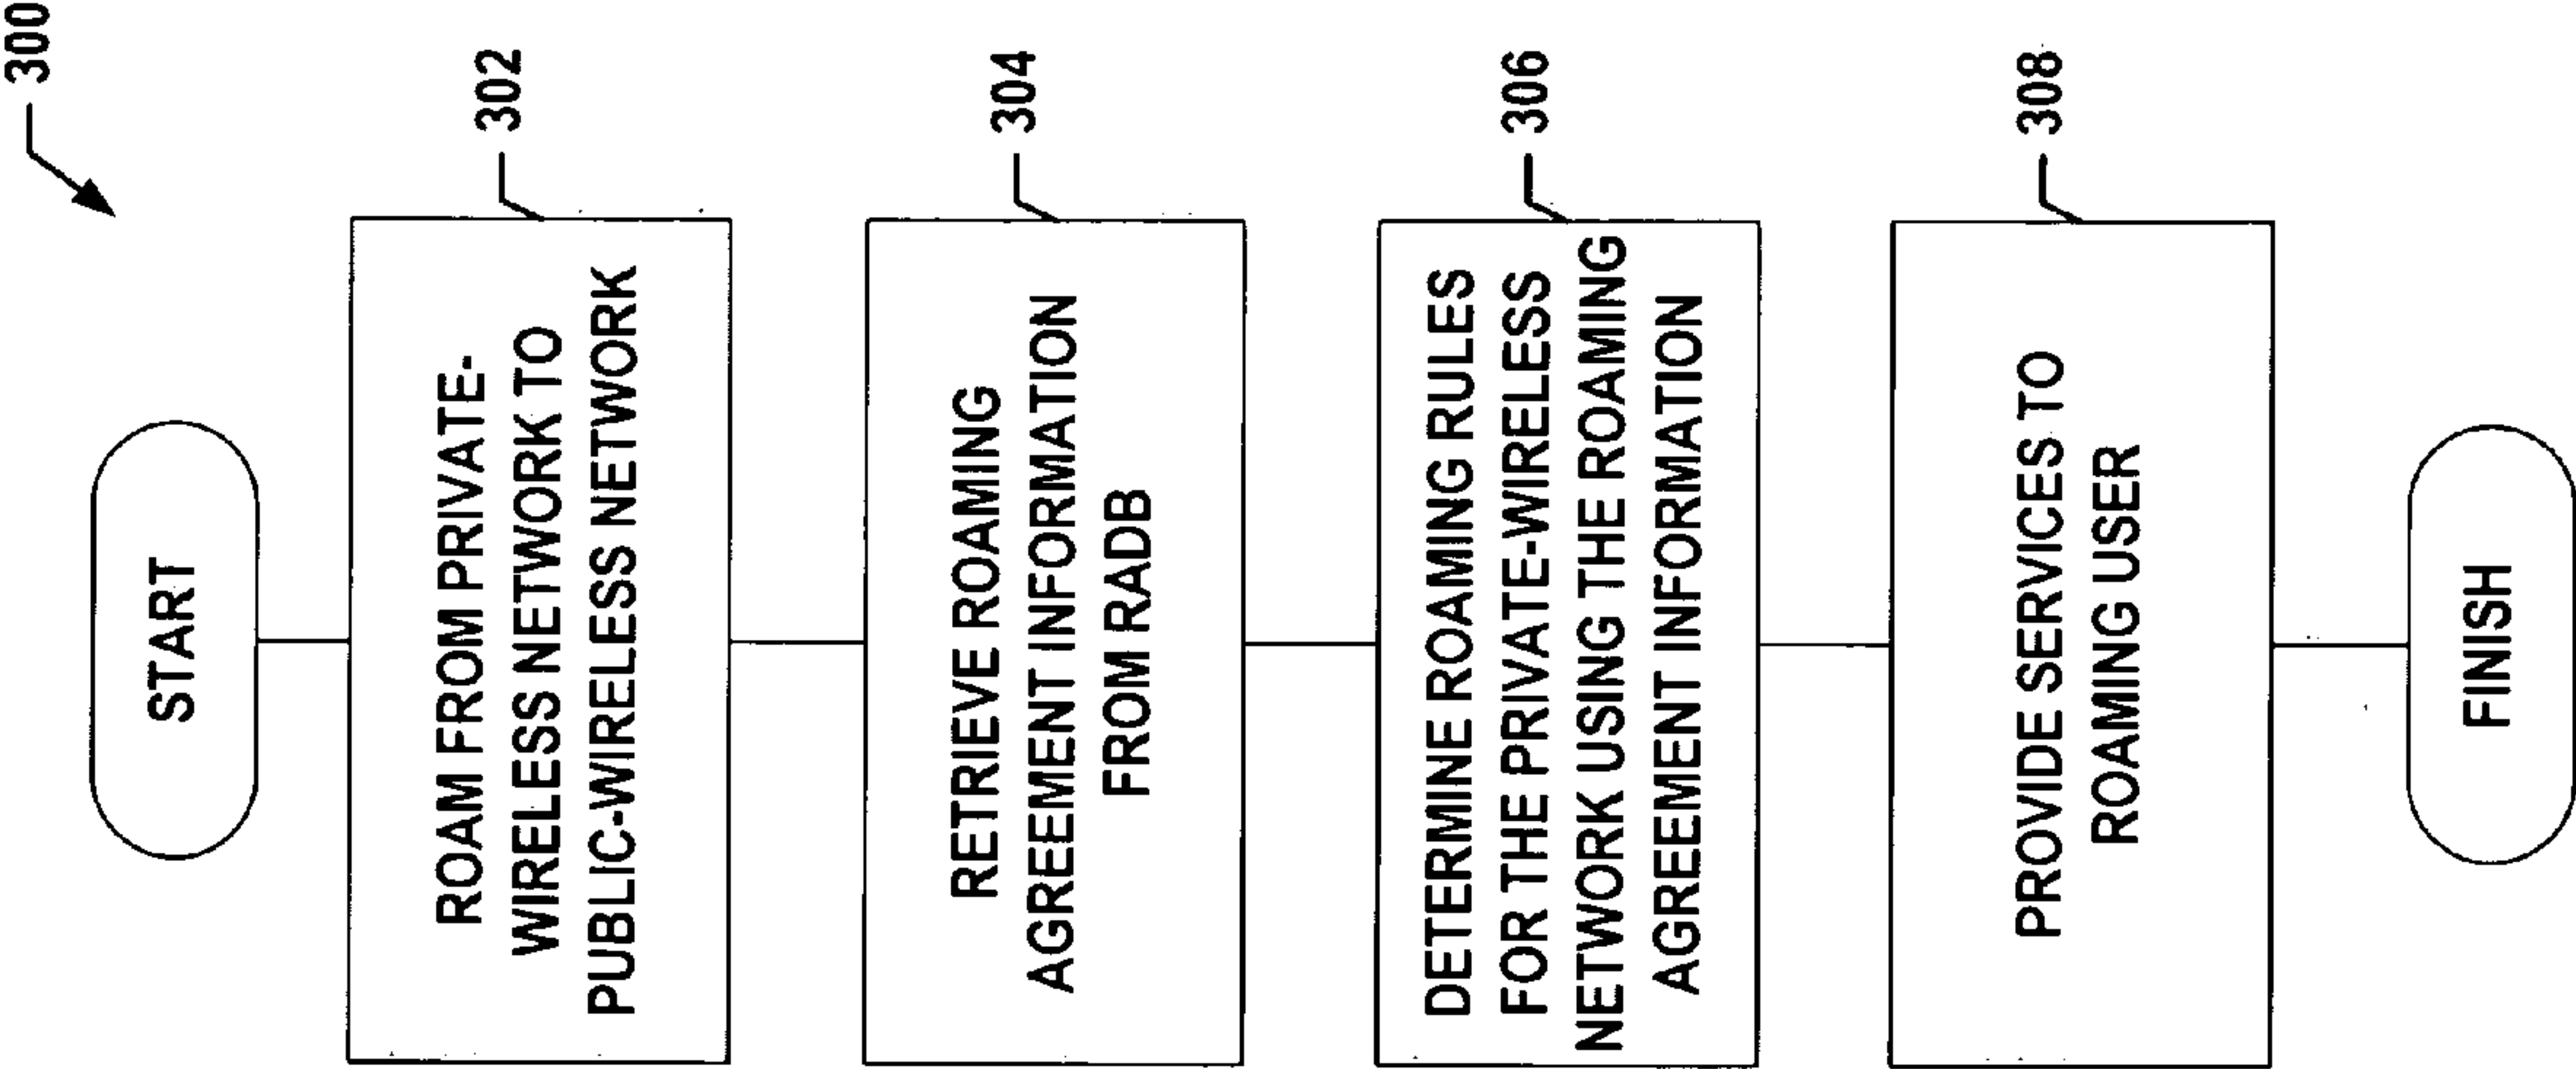 300
START
ROAM FROM PRIVATE-
WIRELESS NETWORK TO
PUBLIC-WIRELESS NETWORK
302
RETRIEVE ROAMING
AGREEMENT INFORMATION
FROM RADB
304
DETERMINE ROAMING RULES
FOR THE PRIVATE-WIRELESS
NETWORK USING THE ROAMING
AGREEMENT INFORMATION
306
PROVIDE SERVICES TO
ROAMING USER
308
FINISH